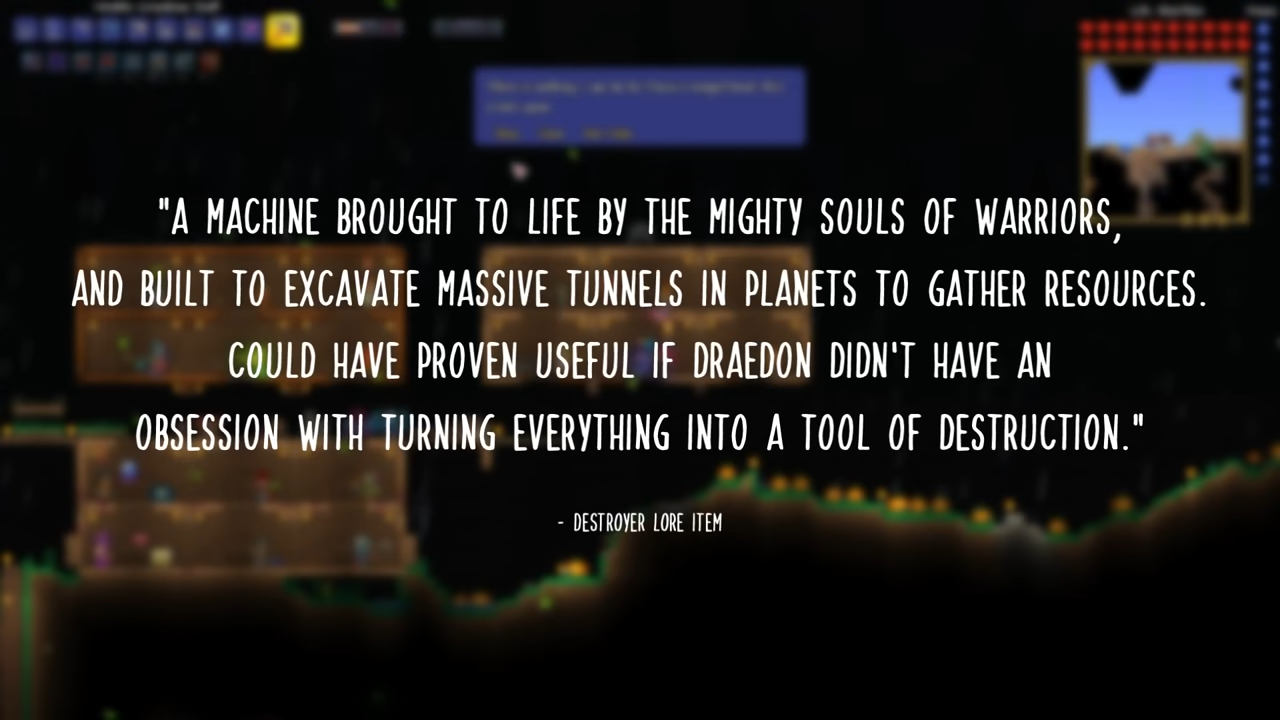 "A MACHINE BROUGHT TO LIFE BY THE MIGHTY SOULS OF WARRIORS,
AND BUILT TO EXCAVATE MASSIVE TUNNELS IN PLANETS TO GATHER RESOURCES.
COULD HAVE PROVEN USEFUL IF DRAEDON DIDN'T HAVE AN
OBSESSION WITH TURNING EVERYTHING INTO A TOOL OF DESTRUCTION."
- DESTROYER LORE ITEM